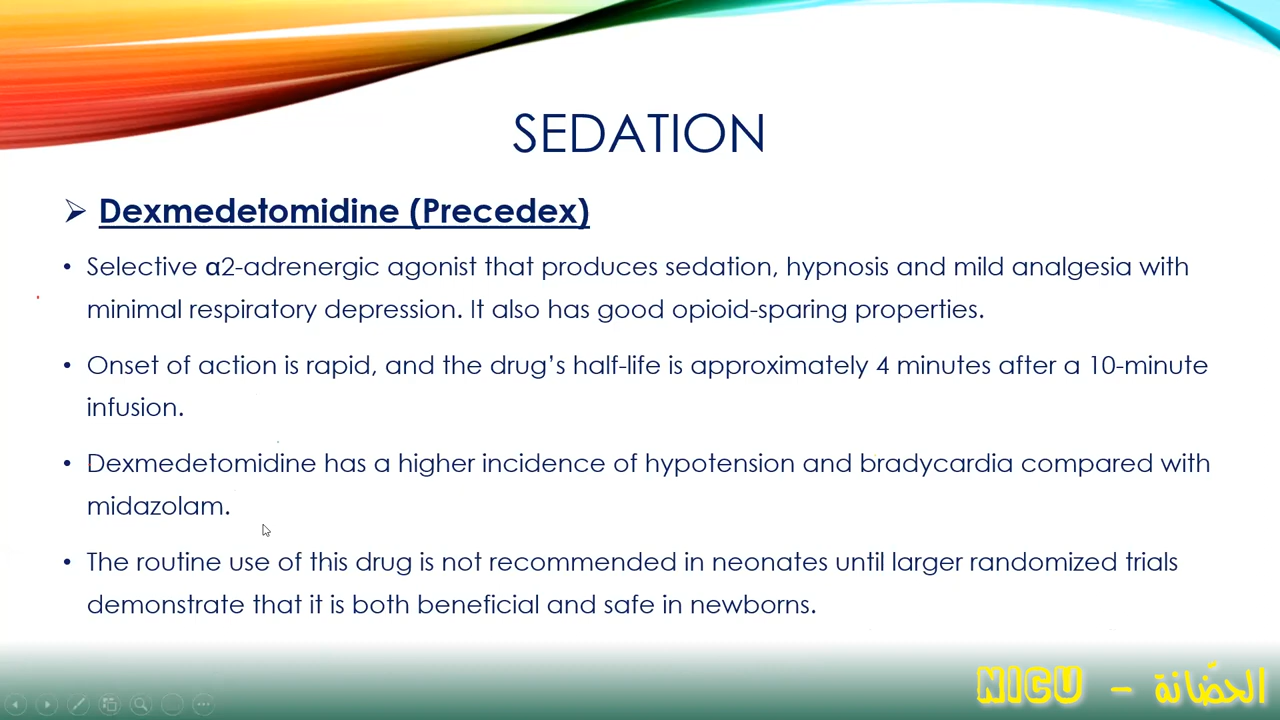 SEDATION
➢ Dexmedetomidine (Precedex)
• Selective α2-adrenergic agonist that produces sedation, hypnosis and mild analgesia with
minimal respiratory depression. It also has good opioid-sparing properties.
• Onset of action is rapid, and the drug’s half-life is approximately 4 minutes after a 10-minute
infusion.
• Dexmedetomidine has a higher incidence of hypotension and bradycardia compared with
midazolam.
• The routine use of this drug is not recommended in neonates until larger randomized trials
demonstrate that it is both beneficial and safe in newborns.
NICU - الحضّانة